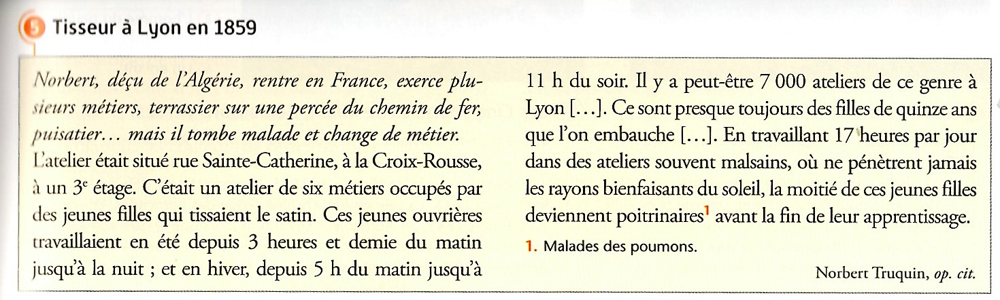 5 Tisseur à Lyon en 1859
Norbert, déçu de l'Algérie, rentre en France, exerce plu-
sieurs métiers, terrassier sur une percée du chemin de fer,
puisatier… mais il tombe malade et change de métier.
L'atelier était situé rue Sainte-Catherine, à la Croix-Rousse,
à un 3e étage. C'était un atelier de six métiers occupés par
des jeunes filles qui tissaient le satin. Ces jeunes ouvrières
travaillaient en été depuis 3 heures et demie du matin
jusqu'à la nuit ; et en hiver, depuis 5 h du matin jusqu'à
11 h du soir. Il y a peut-être 7 000 ateliers de ce genre à
Lyon […]. Ce sont presque toujours des filles de quinze ans
que l'on embauche […]. En travaillant 17 heures par jour
dans des ateliers souvent malsains, où ne pénètrent jamais
les rayons bienfaisants du soleil, la moitié de ces jeunes filles
deviennent poitrinaires1 avant la fin de leur apprentissage.
1. Malades des poumons.
Norbert Truquin, op. cit.